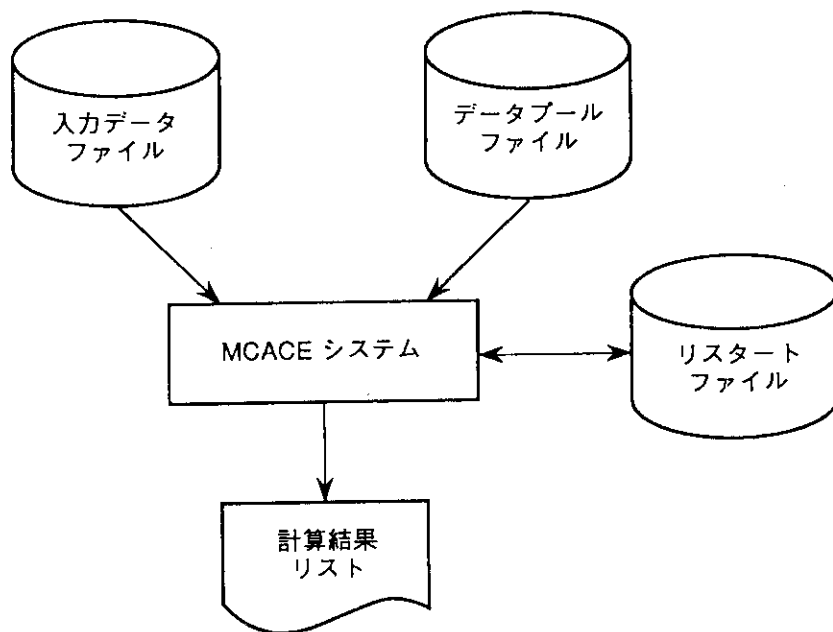 入力データ
ファイル
データプール
ファイル
MCACE システム
リスタート
ファイル
計算結果
リスト